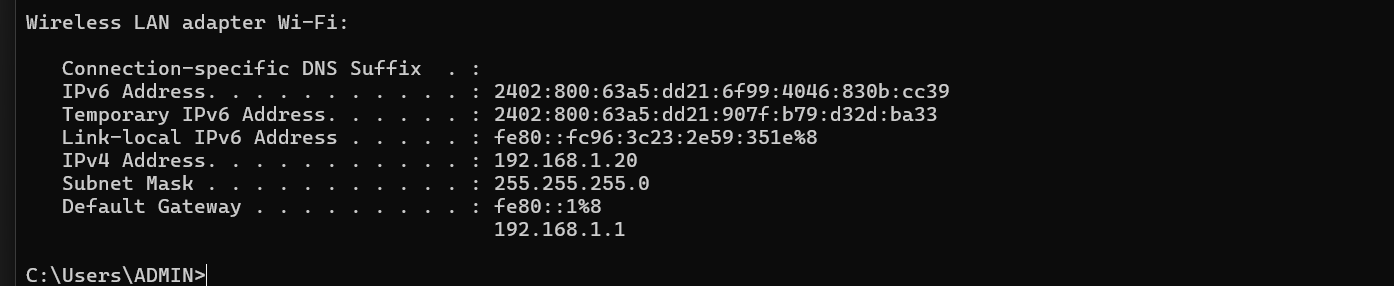 Wireless LAN adapter Wi-Fi:
Connection-specific DNS Suffix  . :
IPv6 Address. . . . . . . . . . . : 2402:800:63a5:dd21:6f99:4046:830b:cc39
Temporary IPv6 Address. . . . . . : 2402:800:63a5:dd21:907f:b79:d32d:ba33
Link-local IPv6 Address . . . . . : fe80::fc96:3c23:2e59:351e%8
IPv4 Address. . . . . . . . . . . : 192.168.1.20
Subnet Mask . . . . . . . . . . . : 255.255.255.0
Default Gateway . . . . . . . . . : fe80::1%8
192.168.1.1
C:\Users\ADMIN>